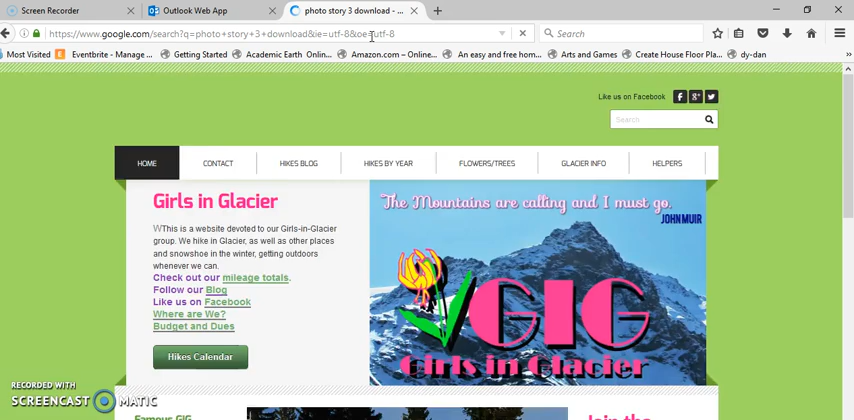 Screen Recorder
Outlook Web App
photo story 3 download - ...
https://www.google.com/search?q=photo+story+3+download&ie=utf-8&oe=utf-8
Search
Most Visited
Eventbrite - Manage ...
Getting Started
Photography Getting Started
Academic Earth Onlin...
Amazon.com – Online...
An easy and free hom...
Arts and Games
Create House Floor Pla...
dy-dan
Like us on Facebook
Search
HOME
CONTACT
HIKES BLOG
HIKES BY YEAR
FLOWERS/TREES
GLACIER INFO
HELPERS
Girls in Glacier
WThis is a website devoted to our Girls-in-Glacier
group. We hike in Glacier, as well as other places
and snowshoe in the winter, getting outdoors
whenever we can.
Check out our mileage totals.
Follow our Blog
Like us on Facebook
Where are We?
Budget and Dues
Hikes Calendar
The Mountains are calling and I must go.
JOHN MUIR
GIG
Girls in Glacier
RECORDED WITH
SCREENCAST MATIC
Famous GIG
Join the